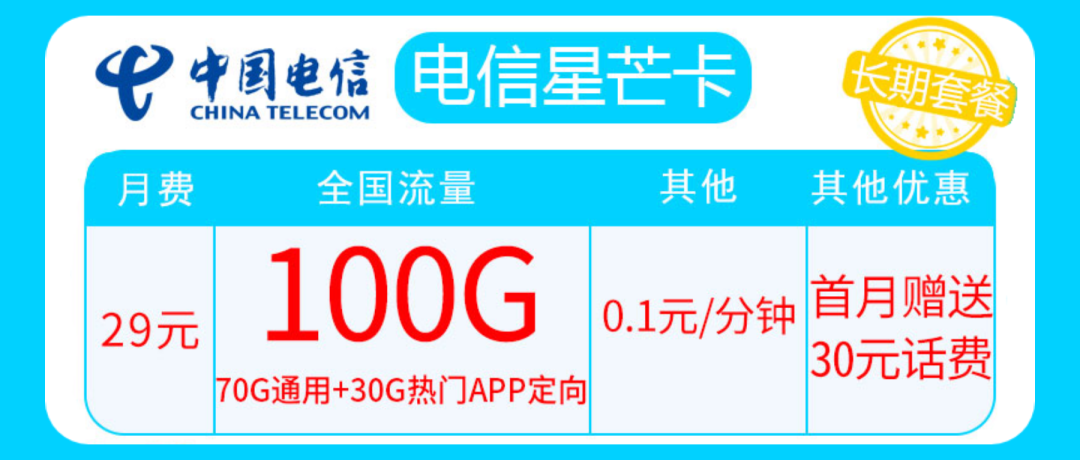 中国电信
CHINA TELECOM
电信星芒卡
长期套餐
月费 全国流量 其他 其他优惠
29元
100G
70G通用+30G热门APP定向
0.1元/分钟
首月赠送
30元话费